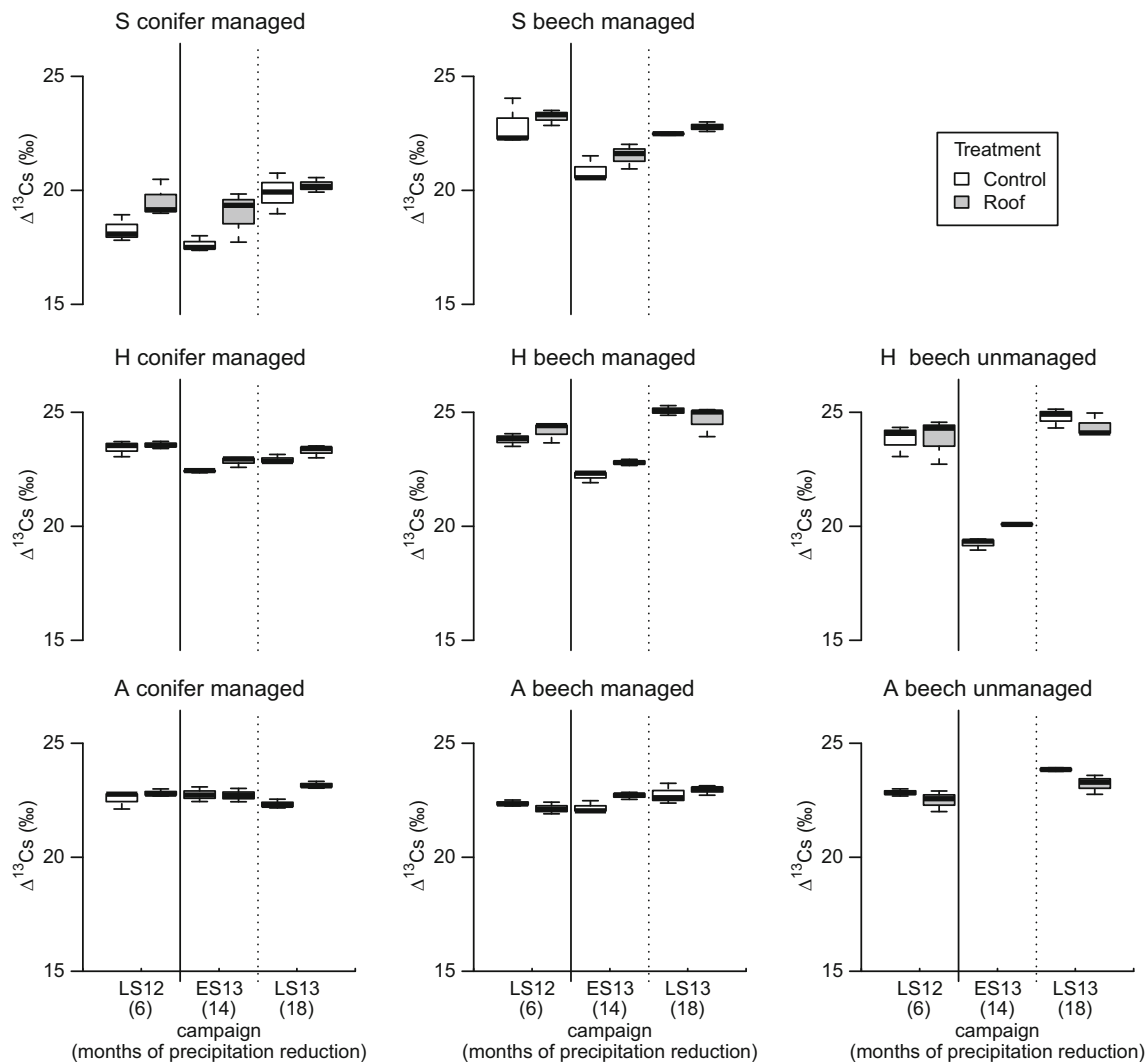 S conifer managed
S beech managed
25
20
15
Δ¹³Cs (‰)
25
20
15
Δ¹³Cs (‰)
Treatment
Control
Roof
H conifer managed
H beech managed
H beech unmanaged
25
20
15
Δ¹³Cs (‰)
25
20
15
Δ¹³Cs (‰)
25
20
15
Δ¹³Cs (‰)
A conifer managed
A beech managed
A beech unmanaged
25
20
15
Δ¹³Cs (‰)
25
20
15
Δ¹³Cs (‰)
25
20
15
Δ¹³Cs (‰)
LS12 ES13 LS13
(6) (14) (18)
campaign
(months of precipitation reduction)
LS12 ES13 LS13
(6) (14) (18)
campaign
(months of precipitation reduction)
LS12 ES13 LS13
(6) (14) (18)
campaign
(months of precipitation reduction)